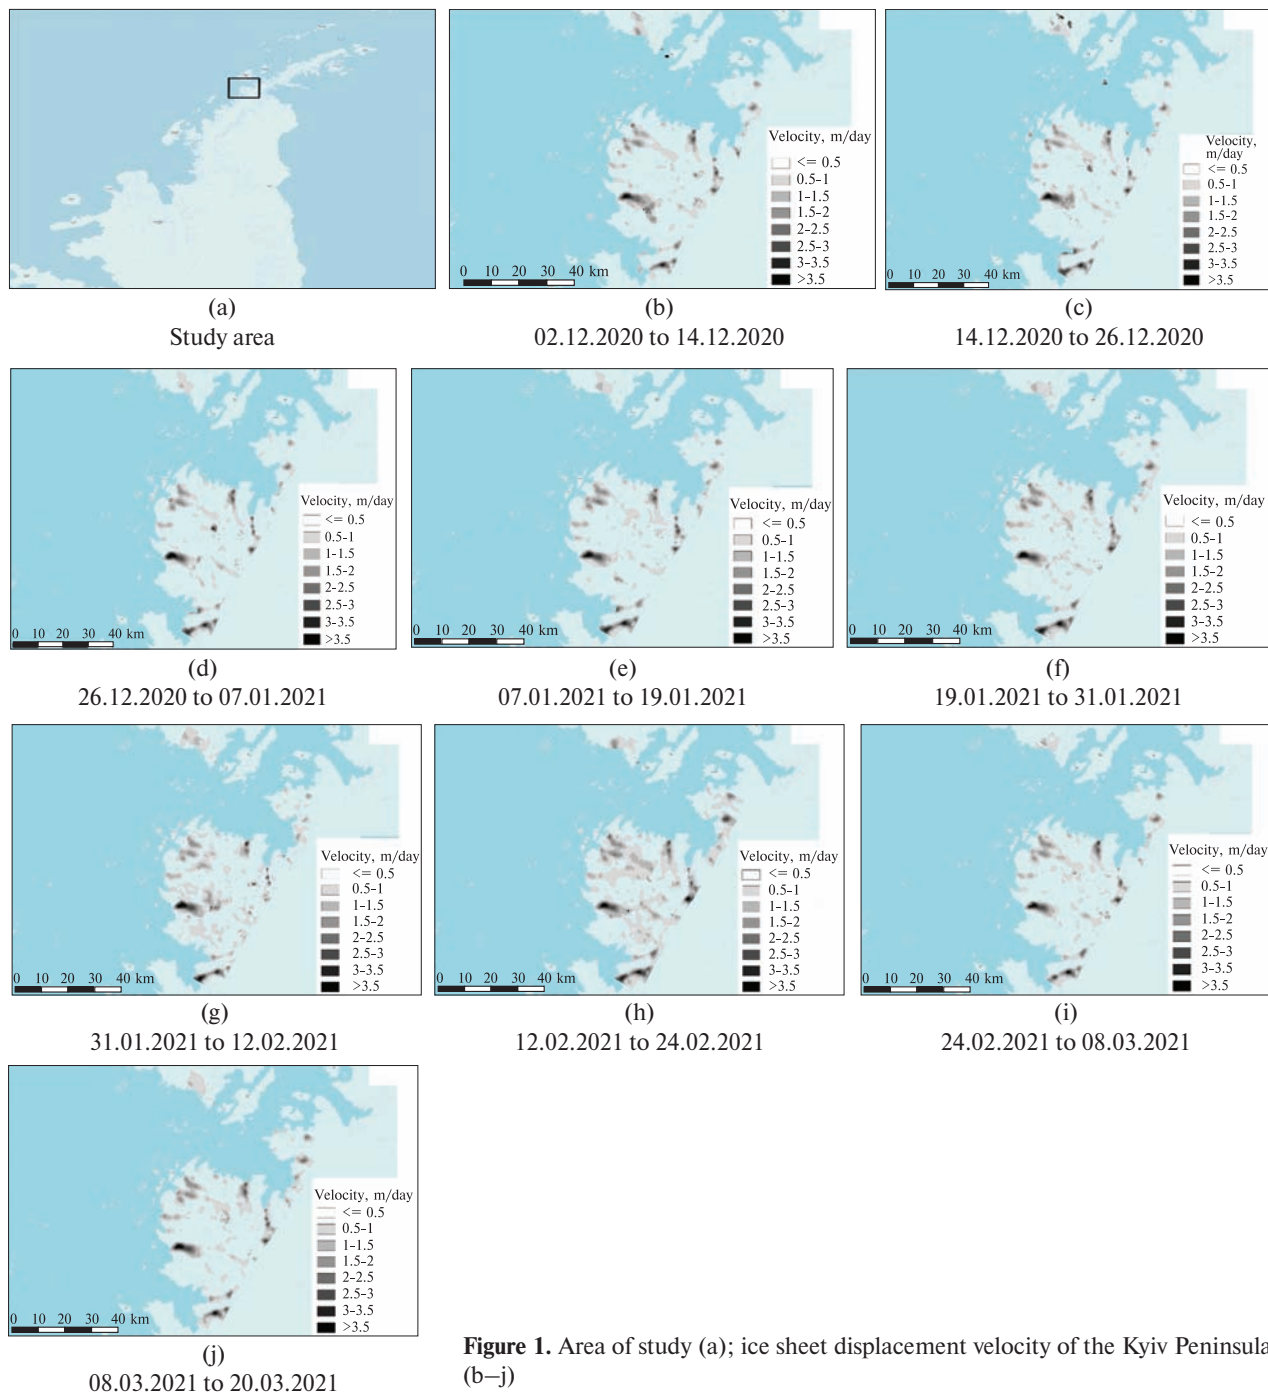 (a)
Study area
Velocity, m/day
<= 0.5
0.5-1
1-1.5
1.5-2
2-2.5
2.5-3
3-3.5
>3.5
0 10 20 30 40 km
(b)
02.12.2020 to 14.12.2020
Velocity,
m/day
<= 0.5
0.5-1
1-1.5
1.5-2
2-2.5
2.5-3
3-3.5
>3.5
0 10 20 30 40 km
(c)
14.12.2020 to 26.12.2020
Velocity, m/day
<= 0.5
0.5-1
1-1.5
1.5-2
2-2.5
2.5-3
3-3.5
>3.5
0 10 20 30 40 km
(d)
26.12.2020 to 07.01.2021
Velocity, m/day
<= 0.5
0.5-1
1-1.5
1.5-2
2-2.5
2.5-3
3-3.5
>3.5
0 10 20 30 40 km
(e)
07.01.2021 to 19.01.2021
Velocity, m/day
<= 0.5
0.5-1
1-1.5
1.5-2
2-2.5
2.5-3
3-3.5
>3.5
0 10 20 30 40 km
(f)
19.01.2021 to 31.01.2021
Velocity, m/day
<= 0.5
0.5-1
1-1.5
1.5-2
2-2.5
2.5-3
3-3.5
>3.5
0 10 20 30 40 km
(g)
31.01.2021 to 12.02.2021
Velocity, m/day
<= 0.5
0.5-1
1-1.5
1.5-2
2-2.5
2.5-3
3-3.5
>3.5
0 10 20 30 40 km
(h)
12.02.2021 to 24.02.2021
Velocity, m/day
<= 0.5
0.5-1
1-1.5
1.5-2
2-2.5
2.5-3
3-3.5
>3.5
0 10 20 30 40 km
(i)
24.02.2021 to 08.03.2021
Velocity, m/day
<= 0.5
0.5-1
1-1.5
1.5-2
2-2.5
2.5-3
3-3.5
>3.5
0 10 20 30 40 km
(j)
08.03.2021 to 20.03.2021
Figure 1. Area of study (a); ice sheet displacement velocity of the Kyiv Peninsula
(b–j)